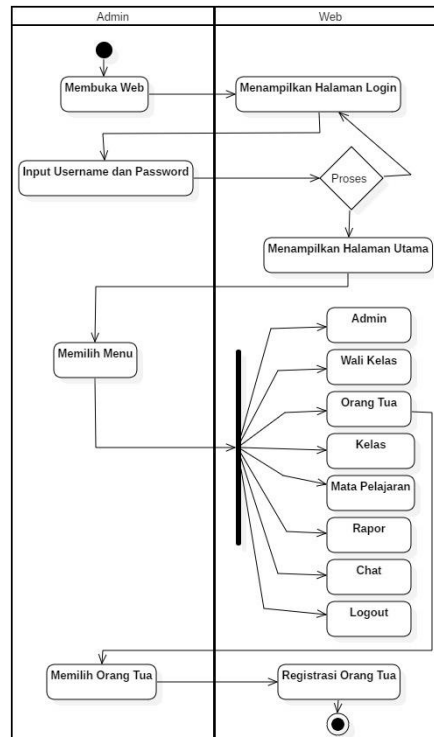 Admin
Web
Membuka Web
Menampilkan Halaman Login
Input Username dan Password
Proses
Menampilkan Halaman Utama
Memilih Menu
Admin
Wali Kelas
Orang Tua
Kelas
Mata Pelajaran
Rapor
Chat
Logout
Memilih Orang Tua
Registrasi Orang Tua